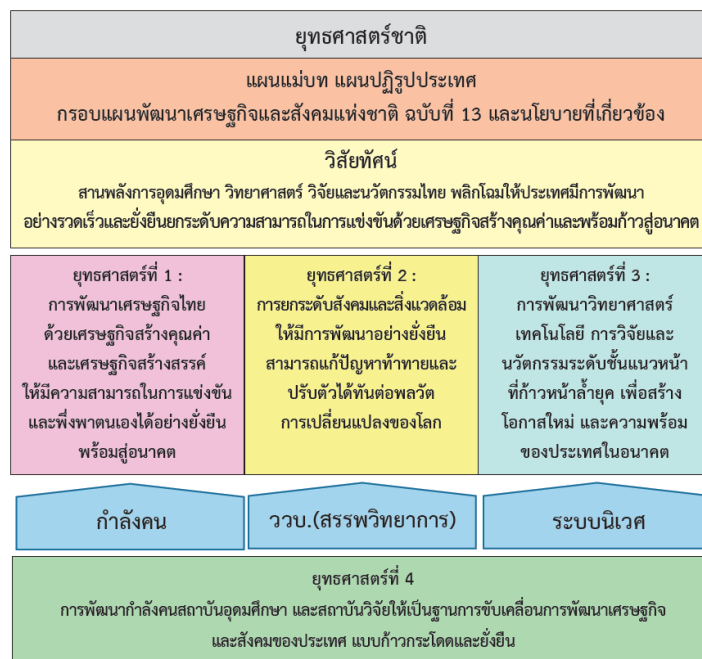 ยุทธศาสตร์ชาติ
แผนแม่บท แผนปฏิรูปประเทศ
กรอบแผนพัฒนาเศรษฐกิจและสังคมแห่งชาติ ฉบับที่ 13 และนโยบายที่เกี่ยวข้อง
วิสัยทัศน์
สานพลังการอุดมศึกษา วิทยาศาสตร์ วิจัยและนวัตกรรมไทย พลิกโฉมให้ประเทศมีการพัฒนา
อย่างรวดเร็วและยั่งยืนยกระดับความสามารถในการแข่งขันด้วยเศรษฐกิจสร้างคุณค่าและพร้อมก้าวสู่อนาคต
ยุทธศาสตร์ที่ 1 :
การพัฒนาเศรษฐกิจไทย
ด้วยเศรษฐกิจสร้างคุณค่า
และเศรษฐกิจสร้างสรรค์
ให้มีความสามารถในการแข่งขัน
และพึ่งพาตนเองได้อย่างยั่งยืน
พร้อมสู่อนาคต
ยุทธศาสตร์ที่ 2 :
การยกระดับสังคมและสิ่งแวดล้อม
ให้มีการพัฒนาอย่างยั่งยืน
สามารถแก้ปัญหาท้าทายและ
ปรับตัวได้ทันต่อพลวัต
การเปลี่ยนแปลงของโลก
ยุทธศาสตร์ที่ 3 :
การพัฒนาวิทยาศาสตร์
เทคโนโลยี การวิจัยและ
นวัตกรรมระดับชั้นแนวหน้า
ที่ก้าวหน้าล้ำยุค เพื่อสร้าง
โอกาสใหม่ และความพร้อม
ของประเทศในอนาคต
กำลังคน
ววบ.(สรรพวิทยาการ)
ระบบนิเวศ
ยุทธศาสตร์ที่ 4
การพัฒนากำลังคนสถาบันอุดมศึกษา และสถาบันวิจัยให้เป็นฐานการขับเคลื่อนการพัฒนาเศรษฐกิจ
และสังคมของประเทศ แบบก้าวกระโดดและยั่งยืน